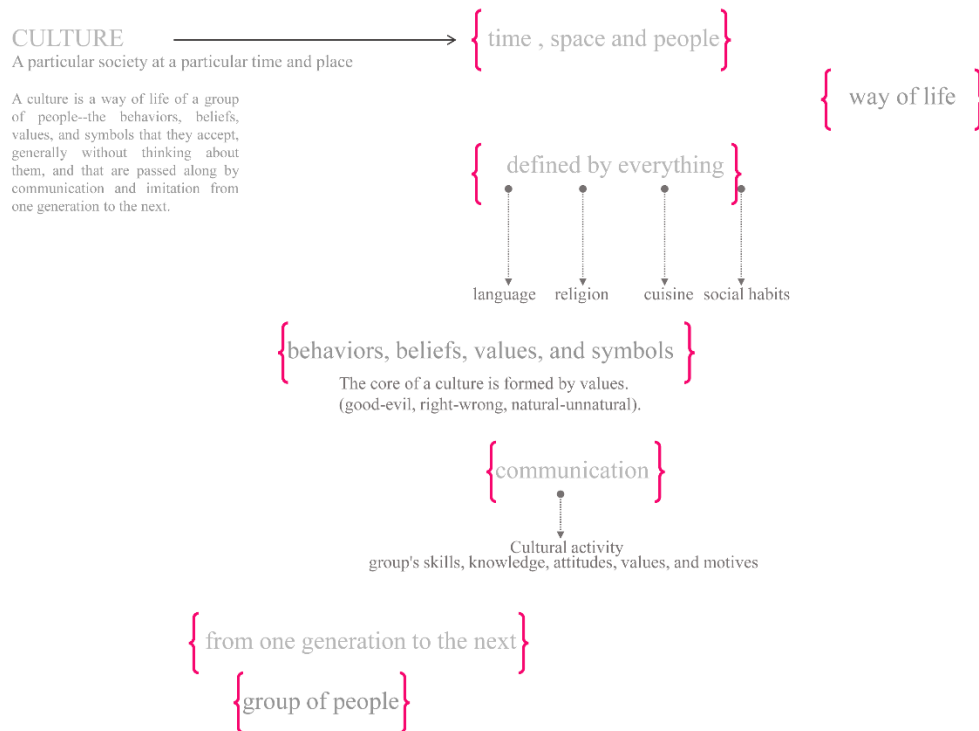 CULTURE
{ time , space and people }
A particular society at a particular time and place
{ way of life }
A culture is a way of life of a group
of people--the behaviors, beliefs,
values, and symbols that they accept,
generally without thinking about
them, and that are passed along by
communication and imitation from
one generation to the next.
{ defined by everything }
language religion cuisine social habits
{behaviors, beliefs, values, and symbols }
The core of a culture is formed by values.
(good-evil, right-wrong, natural-unnatural).
{communication }
Cultural activity
group's skills, knowledge, attitudes, values, and motives
{ from one generation to the next}
{group of people}